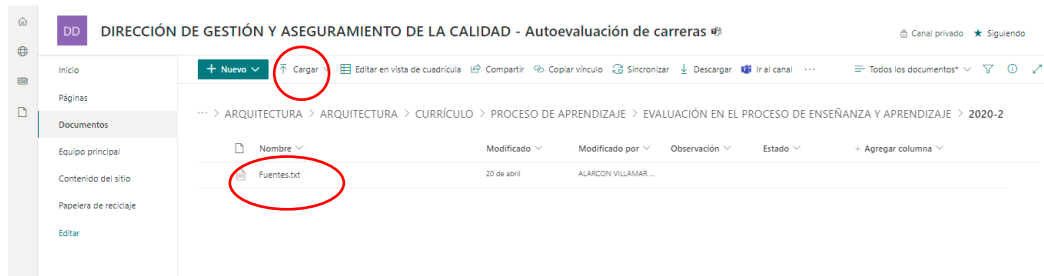 DD DIRECCIÓN DE GESTIÓN Y ASEGURAMIENTO DE LA CALIDAD - Autoevaluación de carreras
Canal privado ★ Siguiendo
Inicio
Páginas
Documentos
Equipo principal
Contenido del sitio
Papelera de reciclaje
Editar
+ Nuevo Cargar Editar en vista de cuadrícula Compartir Copiar vínculo Sincronizar Descargar Ir al canal ··· Todos los documentos*
··· > ARQUITECTURA > ARQUITECTURA > CURRÍCULO > PROCESO DE APRENDIZAJE > EVALUACIÓN EN EL PROCESO DE ENSEÑANZA Y APRENDIZAJE > 2020-2
Nombre Modificado Modificado por Observación Estado + Agregar columna
Fuentes.txt 20 de abril ALARCON VILLAMAR ...